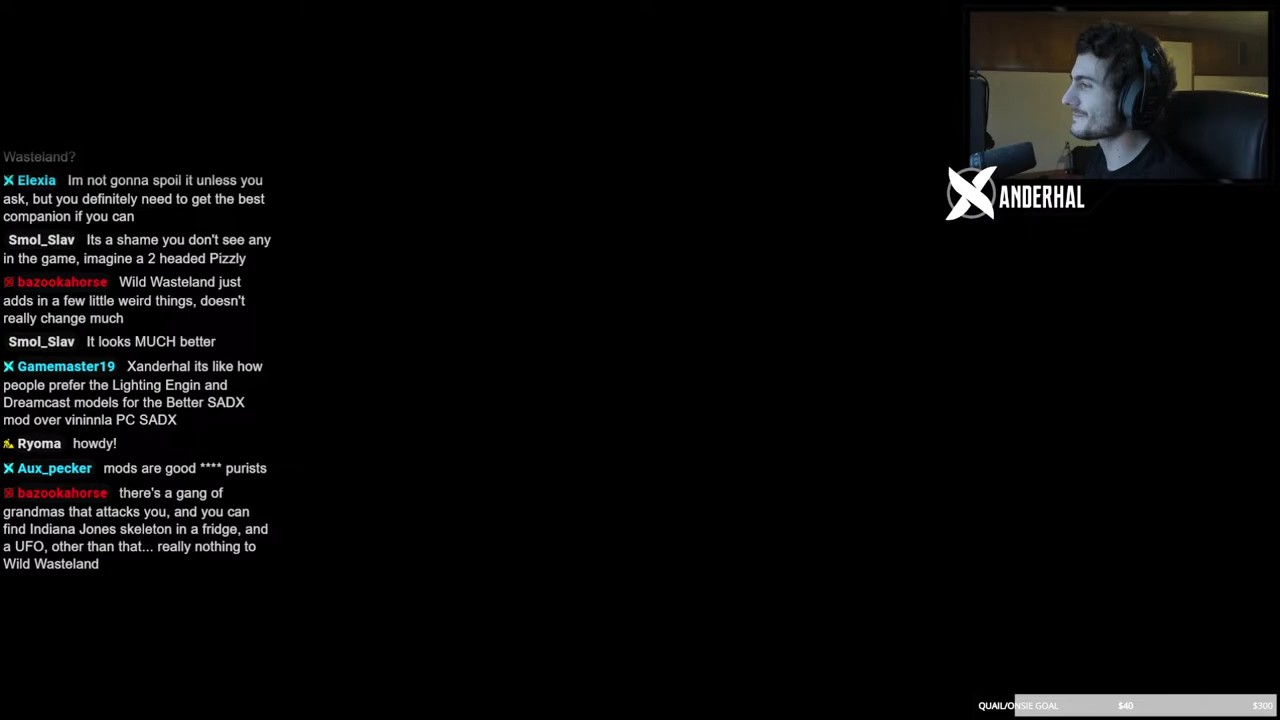 Wasteland?
Elexia Im not gonna spoil it unless you
ask, but you definitely need to get the best
companion if you can
Smol_Slav Its a shame you don't see any
in the game, imagine a 2 headed Pizzly
bazookahorse Wild Wasteland just
adds in a few little weird things, doesn't
really change much
Smol_Slav It looks MUCH better
Gamemaster19 Xanderhal its like how
people prefer the Lighting Engin and
Dreamcast models for the Better SADX
mod over vininnla PC SADX
Ryoma howdy!
Aux_pecker mods are good **** purists
bazookahorse there's a gang of
grandmas that attacks you, and you can
find Indiana Jones skeleton in a fridge, and
a UFO, other than that... really nothing to
Wild Wasteland
XANDERHAL
QUAIL/ONSIE GOAL $40 $300